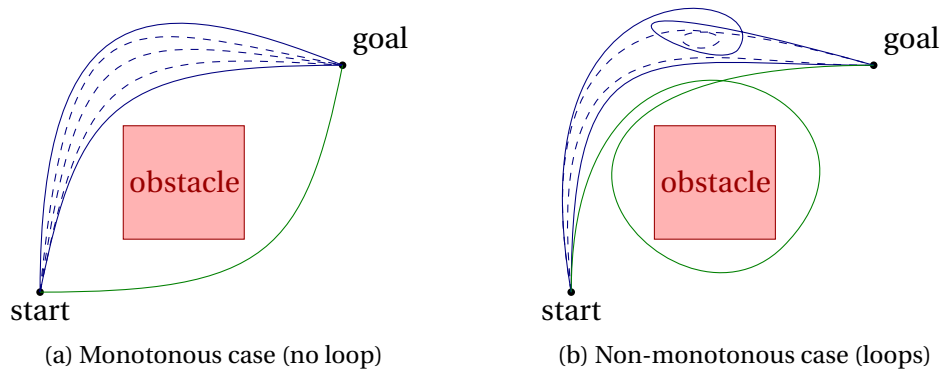 goal
obstacle
start
(a) Monotonous case (no loop)
goal
obstacle
start
(b) Non-monotonous case (loops)